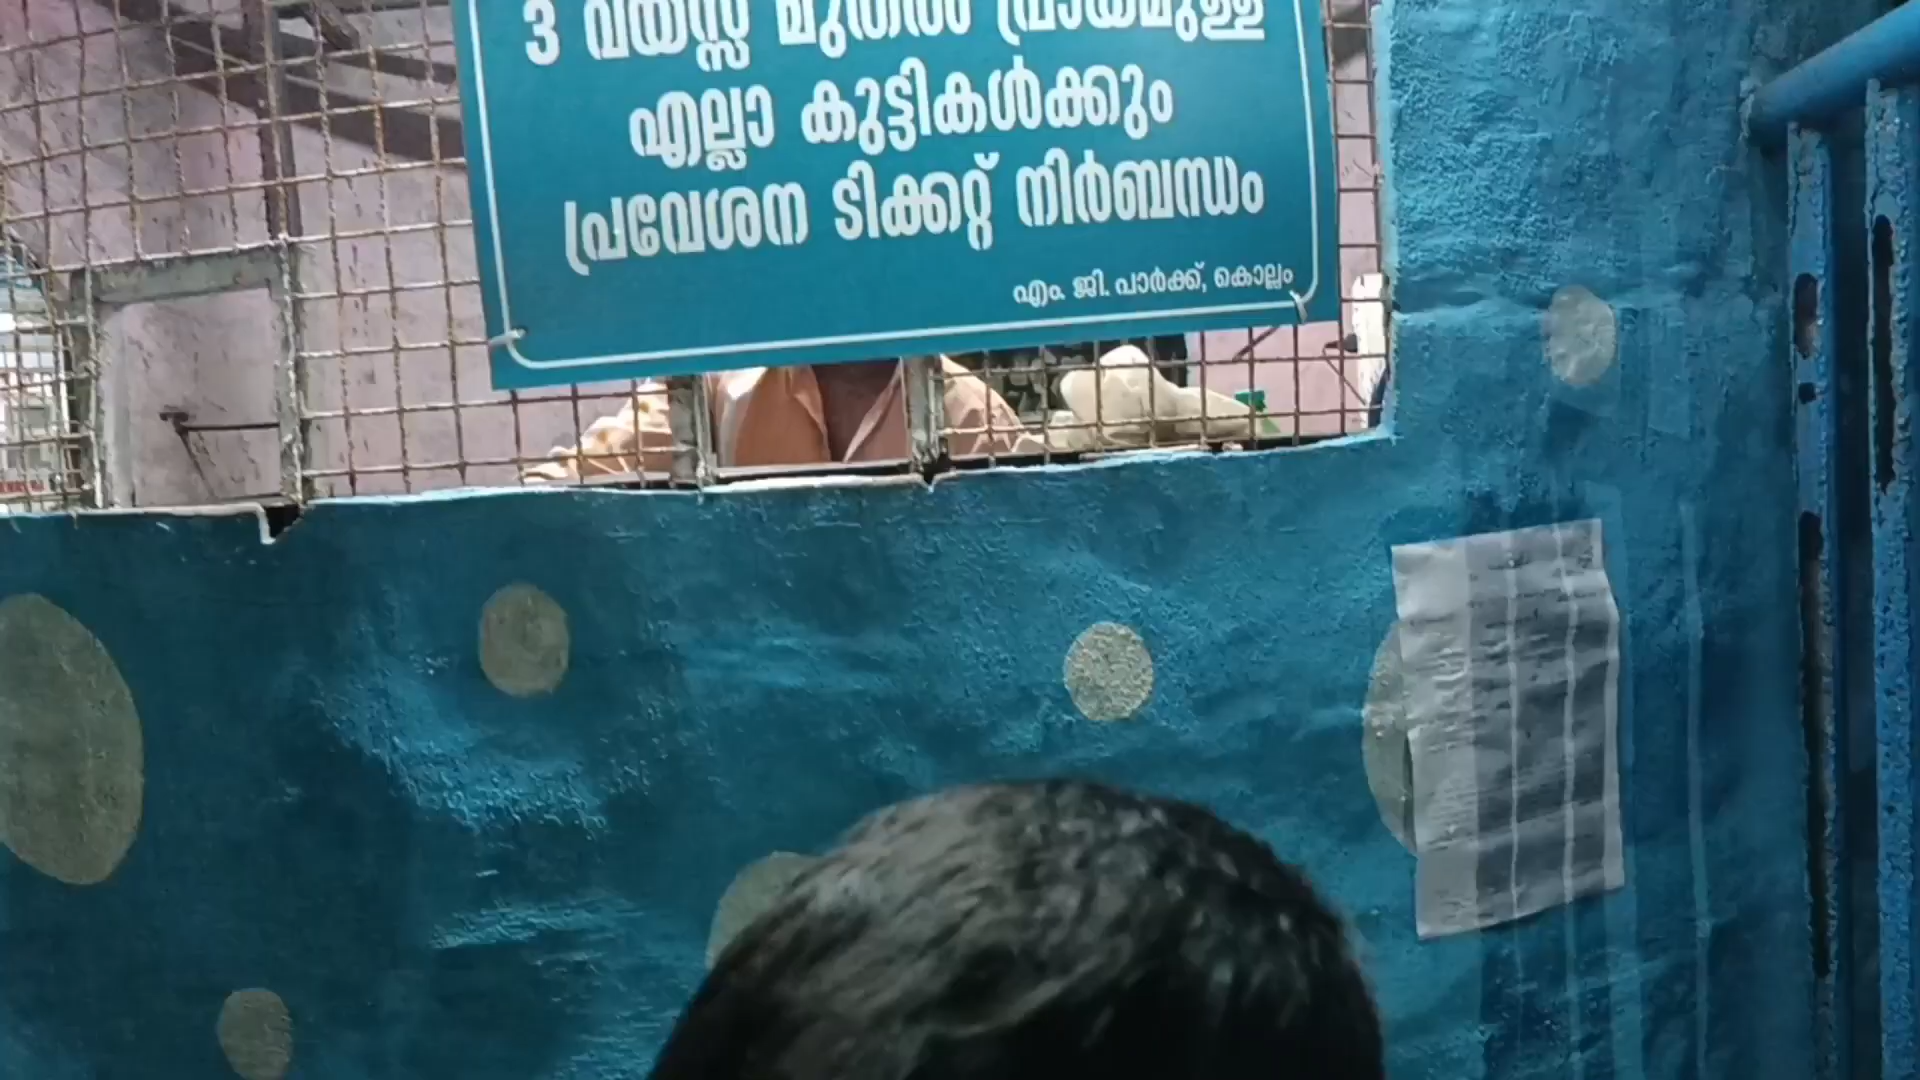 3 വയസ്സ് മുതൽ പ്രായമുള്ള
എല്ലാ കുട്ടികൾക്കും
പ്രവേശന ടിക്കറ്റ് നിർബന്ധം
എം. ജി. പാർക്ക്, കൊല്ലം